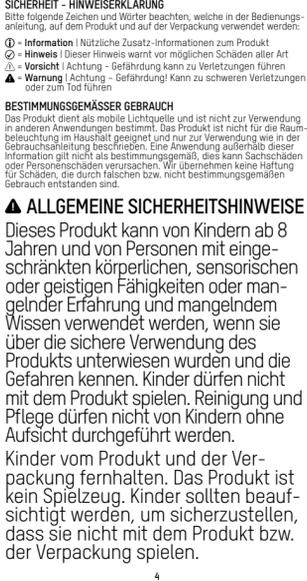 SICHERHEIT - HINWEISERKLÄRUNG
Bitte folgende Zeichen und Wörter beachten, welche in der Bedienungs-
anleitung, auf dem Produkt und auf der Verpackung verwendet werden:
= Information | Nützliche Zusatz-Informationen zum Produkt
= Hinweis | Dieser Hinweis warnt vor möglichen Schäden aller Art
= Vorsicht | Achtung - Gefährdung kann zu Verletzungen führen
= Warnung | Achtung – Gefährdung! Kann zu schweren Verletzungen
oder zum Tod führen
BESTIMMUNGSGEMÄSSER GEBRAUCH
Das Produkt dient als mobile Lichtquelle und ist nicht zur Verwendung
in anderen Anwendungen bestimmt. Das Produkt ist nicht für die Raum-
beleuchtung im Haushalt geeignet und nur zur Verwendung wie in der
Gebrauchsanleitung beschrieben. Eine Anwendung außerhalb dieser
Information gilt nicht als bestimmungsgemäß, dies kann Sachschäden
oder Personenschäden verursachen. Wir übernehmen keine Haftung
für Schäden, die durch falschen bzw. nicht bestimmungsgemäßen
Gebrauch entstanden sind.
ALLGEMEINE SICHERHEITSHINWEISE
Dieses Produkt kann von Kindern ab 8
Jahren und von Personen mit einge-
schränkten körperlichen, sensorischen
oder geistigen Fähigkeiten oder man-
gelnder Erfahrung und mangelndem
Wissen verwendet werden, wenn sie
über die sichere Verwendung des
Produkts unterwiesen wurden und die
Gefahren kennen. Kinder dürfen nicht
mit dem Produkt spielen. Reinigung und
Pflege dürfen nicht von Kindern ohne
Aufsicht durchgeführt werden.
Kinder vom Produkt und der Ver-
packung fernhalten. Das Produkt ist
kein Spielzeug. Kinder sollten beauf-
sichtigt werden, um sicherzustellen,
dass sie nicht mit dem Produkt bzw.
der Verpackung spielen.
4